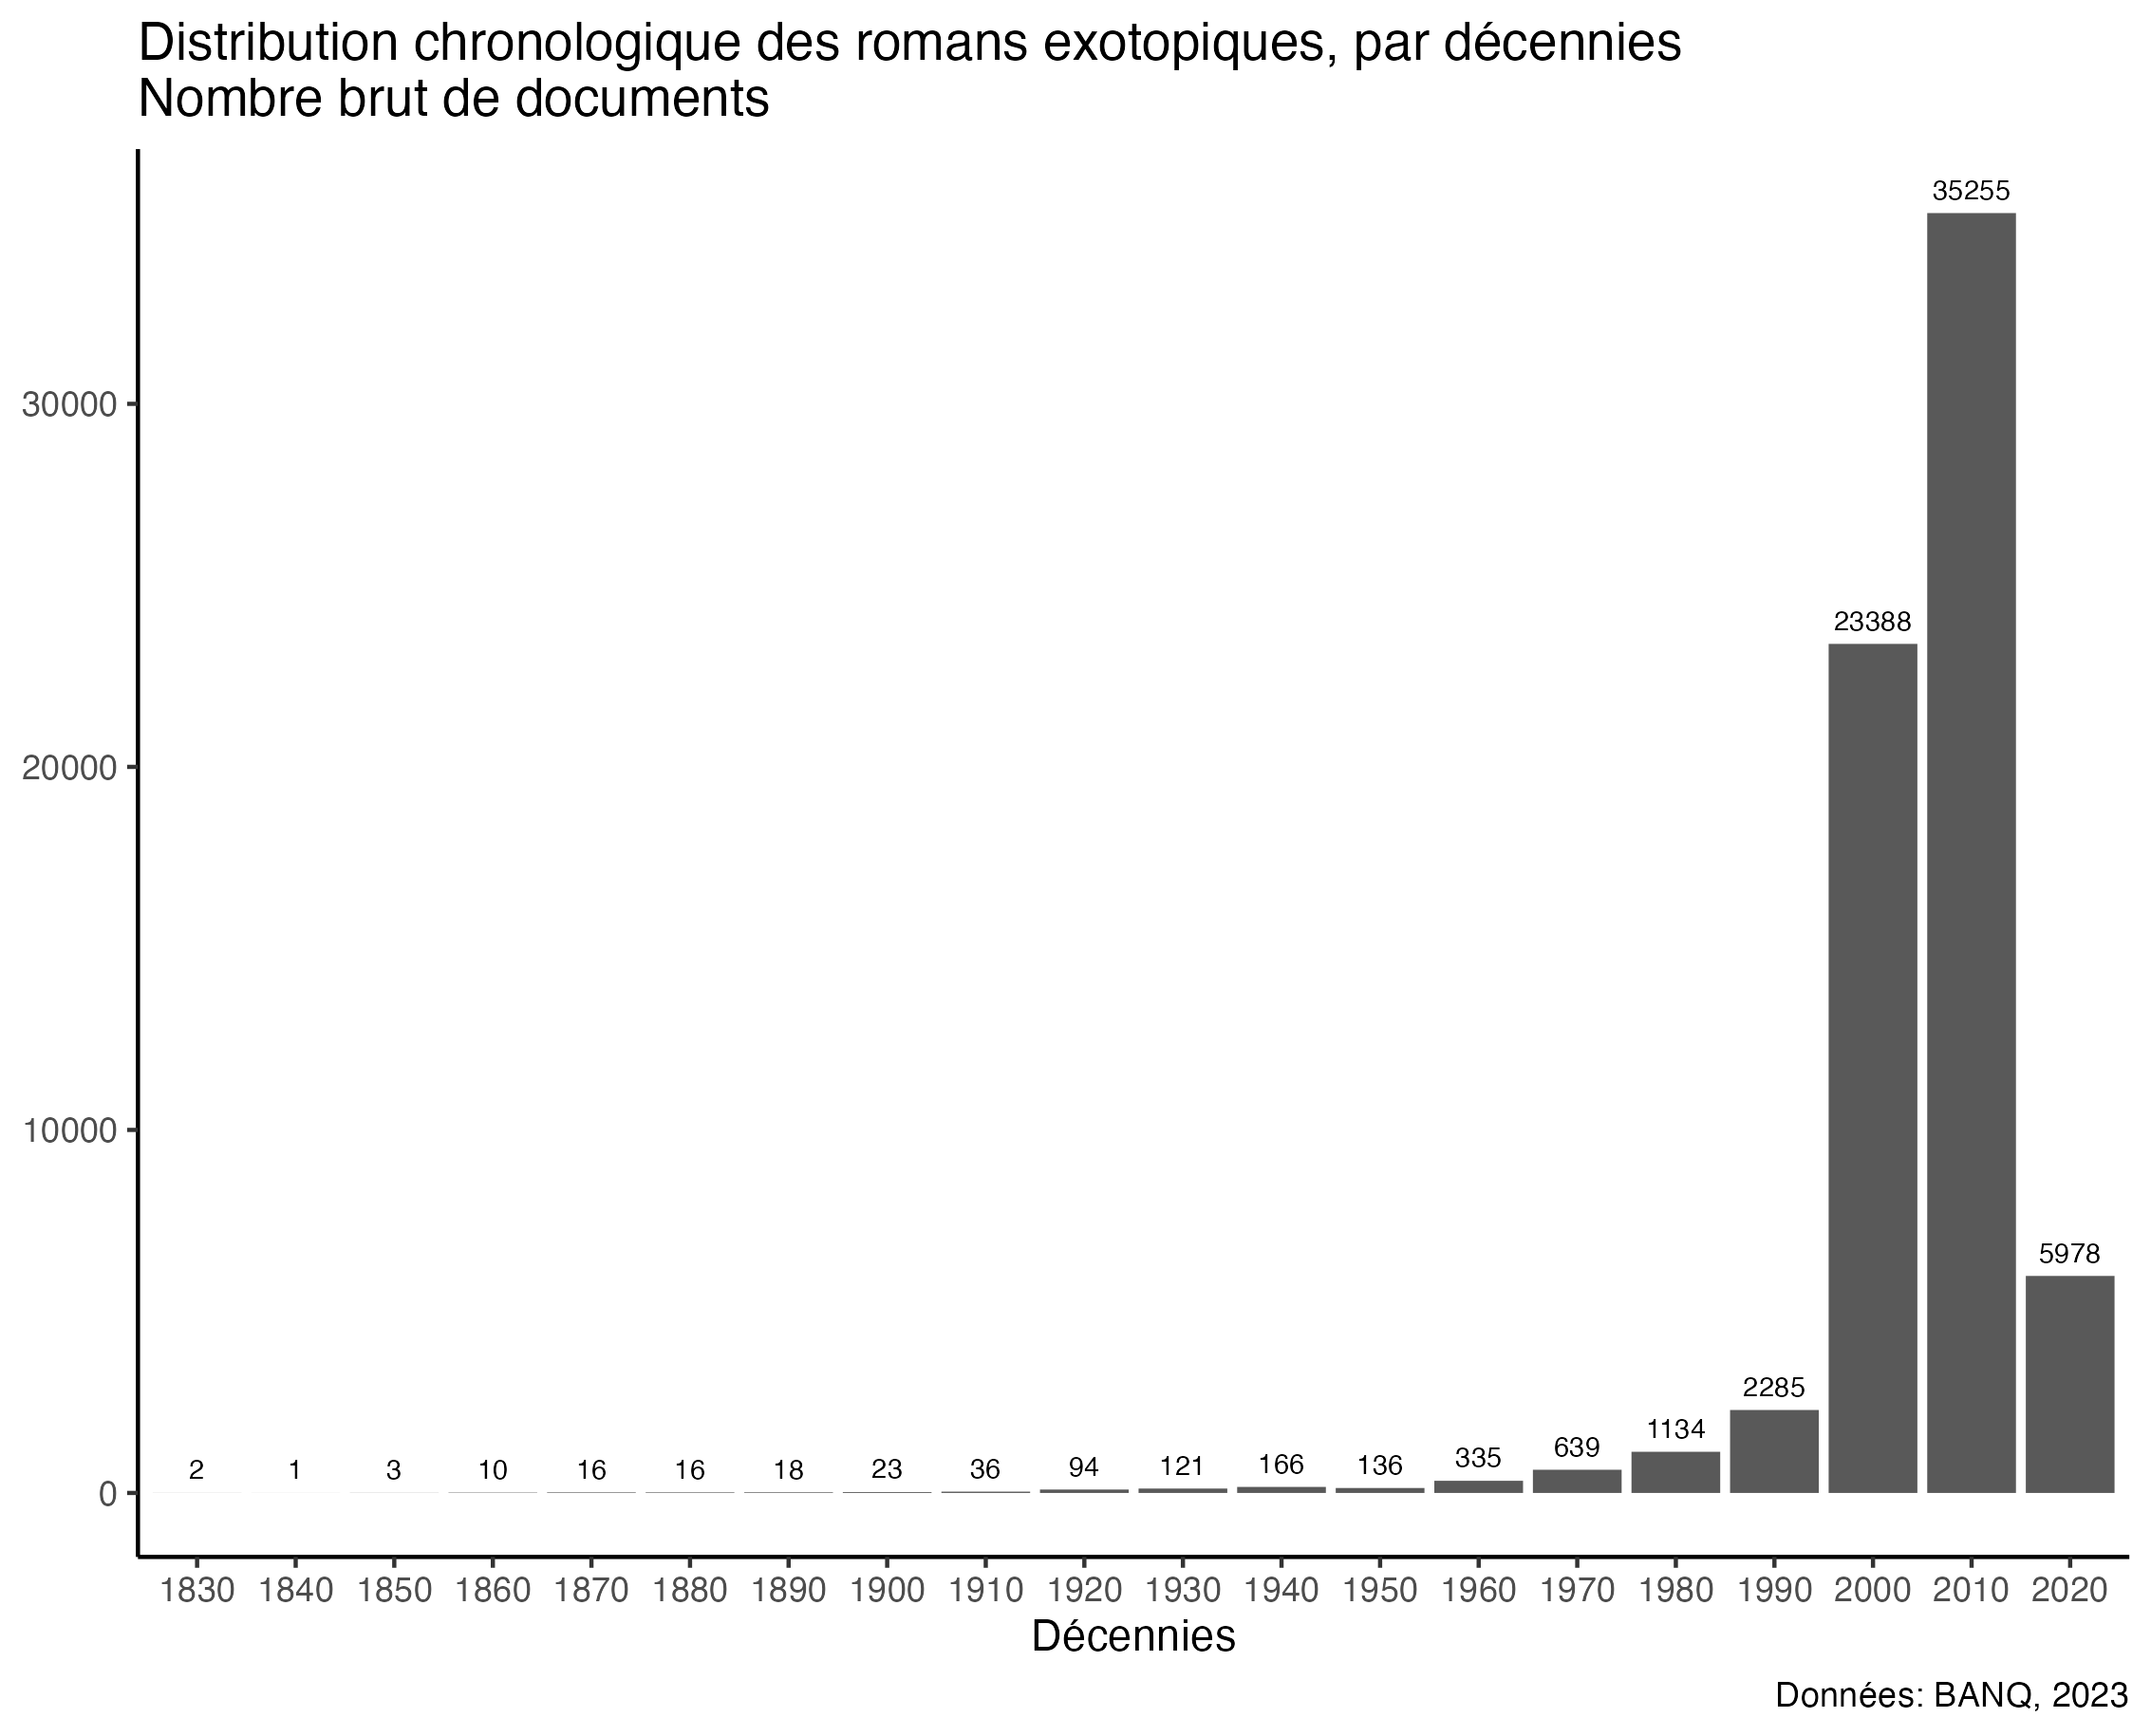 Distribution chronologique des romans exotopiques, par décennies
Nombre brut de documents
35255
30000
23388
20000
10000
5978
2285
1134
639
335
2 1 3 10 16 16 18 23 36 94 121 166 136
0
1830 1840 1850 1860 1870 1880 1890 1900 1910 1920 1930 1940 1950 1960 1970 1980 1990 2000 2010 2020
Décennies
Données: BANQ, 2023